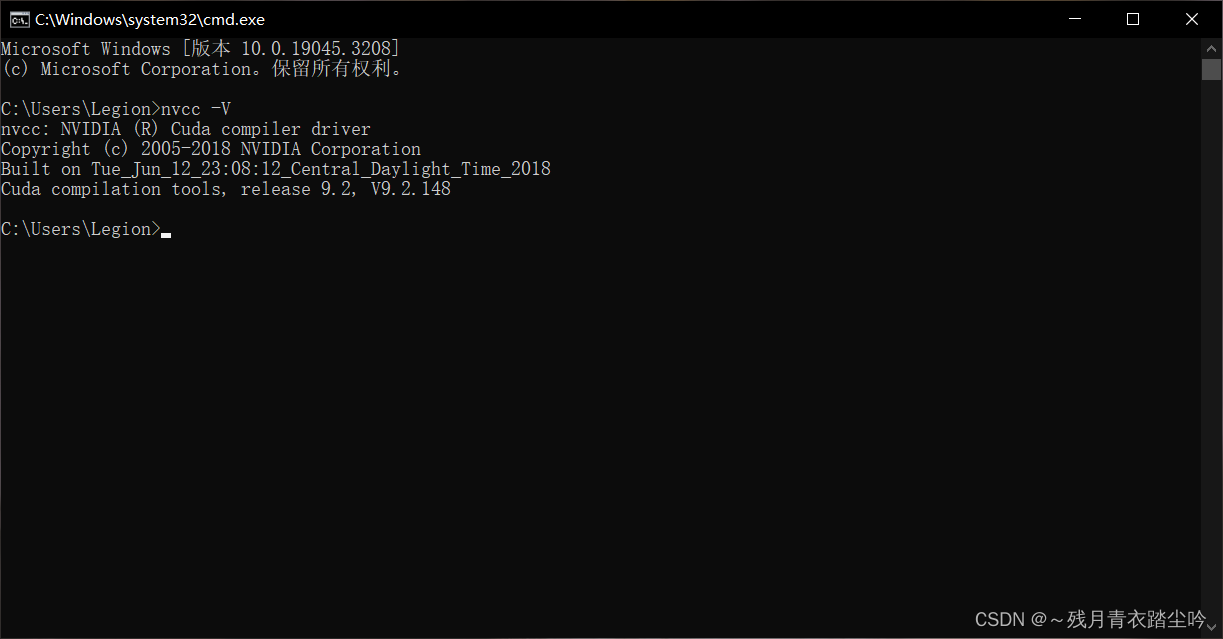 C:\Windows\system32\cmd.exe
Microsoft Windows [版本 10.0.19045.3208]
(c) Microsoft Corporation。保留所有权利。
C:\Users\Legion>nvcc -V
nvcc: NVIDIA (R) Cuda compiler driver
Copyright (c) 2005-2018 NVIDIA Corporation
Built on Tue_Jun_12_23:08:12_Central_Daylight_Time_2018
Cuda compilation tools, release 9.2, V9.2.148
C:\Users\Legion>
CSDN @～残月青衣踏尘吟